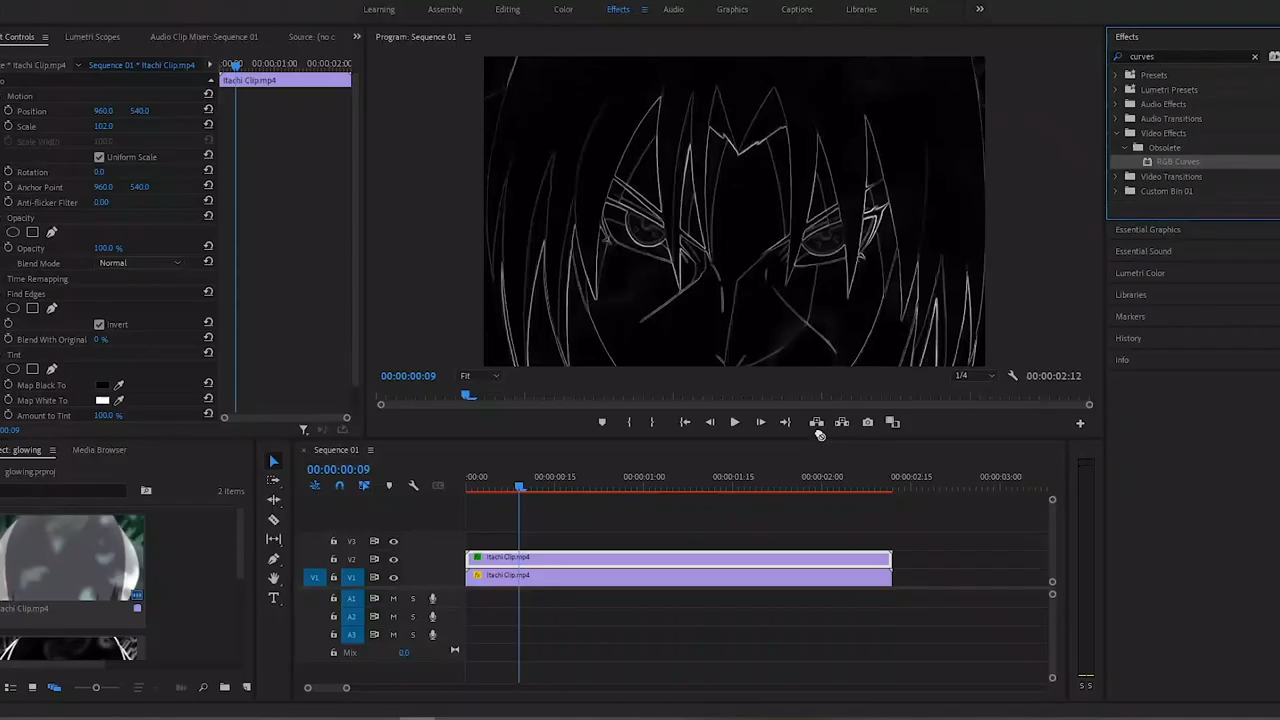 Learning Assembly Editing Color Effects Audio Graphics Captions Libraries Haris
Controls Lumetri Scopes Audio Clip Mixer: Sequence 01 Source: (no c
* Itachi Clip.mp4 Sequence 01 * Itachi Clip.mp4
:00:00 00:00:01:00 00:00:02:00
Itachi Clip.mp4
Motion
Position 960.0 540.0
Scale 102.0
Scale Width 100.0
Uniform Scale
Rotation 0.0
Anchor Point 960.0 540.0
Anti-flicker Filter 0.00
Opacity
Opacity 100.0 %
Blend Mode Normal
Time Remapping
Find Edges
Invert
Blend With Original 0 %
Tint
Map Black To
Map White To
Amount to Tint 100.0 %
:09
Program: Sequence 01
00:00:00:09 Fit 1/4 00:00:02:12
Effects
curves
Presets
Lumetri Presets
Audio Effects
Audio Transitions
Video Effects
Obsolete
RGB Curves
Video Transitions
Custom Bin 01
Essential Graphics
Essential Sound
Lumetri Color
Libraries
Markers
History
Info
ect: glowing Media Browser
glowing.prproj
2 items
tachi Clip.mp4
Sequence 01
00:00:00:09
:00:00 00:00:00:15 00:00:01:00 00:00:01:15 00:00:02:00 00:00:02:15 00:00:03:00
V3
V2 Itachi Clip.mp4
V1 V1 Itachi Clip.mp4
A1 M S
A2 M S
A3 M S
Mix 0.0
S S